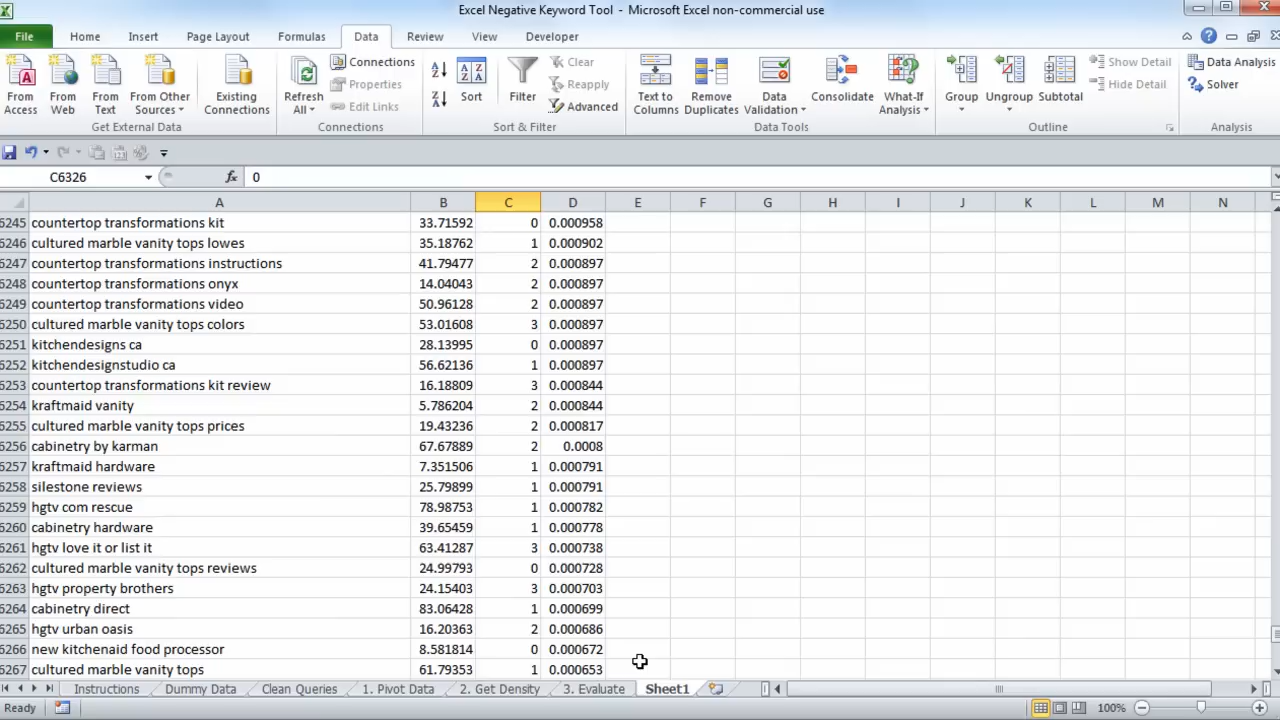 Excel Negative Keyword Tool - Microsoft Excel non-commercial use
File Home Insert Page Layout Formulas Data Review View Developer
From Access
From Web
From Text
From Other Sources
Existing Connections
Get External Data
Refresh All
Connections
Properties
Edit Links
Connections
Sort
Filter
Clear
Reapply
Advanced
Sort & Filter
Text to Columns
Remove Duplicates
Data Validation
Consolidate
What-If Analysis
Data Tools
Group
Ungroup
Subtotal
Show Detail
Hide Detail
Outline
Data Analysis
Solver
Analysis
C6326 fx 0
A B C D E F G H I J K L M N
6245 countertop transformations kit 33.71592 0 0.000958
6246 cultured marble vanity tops lowes 35.18762 1 0.000902
6247 countertop transformations instructions 41.79477 2 0.000897
6248 countertop transformations onyx 14.04043 2 0.000897
6249 countertop transformations video 50.96128 2 0.000897
6250 cultured marble vanity tops colors 53.01608 3 0.000897
6251 kitchendesigns ca 28.13995 0 0.000897
6252 kitchendesignstudio ca 56.62136 1 0.000897
6253 countertop transformations kit review 16.18809 3 0.000844
6254 kraftmaid vanity 5.786204 2 0.000844
6255 cultured marble vanity tops prices 19.43236 2 0.000817
6256 cabinetry by karman 67.67889 2 0.0008
6257 kraftmaid hardware 7.351506 1 0.000791
6258 silestone reviews 25.79899 1 0.000791
6259 hgtv com rescue 78.98753 1 0.000782
6260 cabinetry hardware 39.65459 1 0.000778
6261 hgtv love it or list it 63.41287 3 0.000738
6262 cultured marble vanity tops reviews 24.99793 0 0.000728
6263 hgtv property brothers 24.15403 3 0.000703
6264 cabinetry direct 83.06428 1 0.000699
6265 hgtv urban oasis 16.20363 2 0.000686
6266 new kitchenaid food processor 8.581814 0 0.000672
6267 cultured marble vanity tops 61.79353 1 0.000653
Instructions Dummy Data Clean Queries 1. Pivot Data 2. Get Density 3. Evaluate Sheet1
Ready 100%